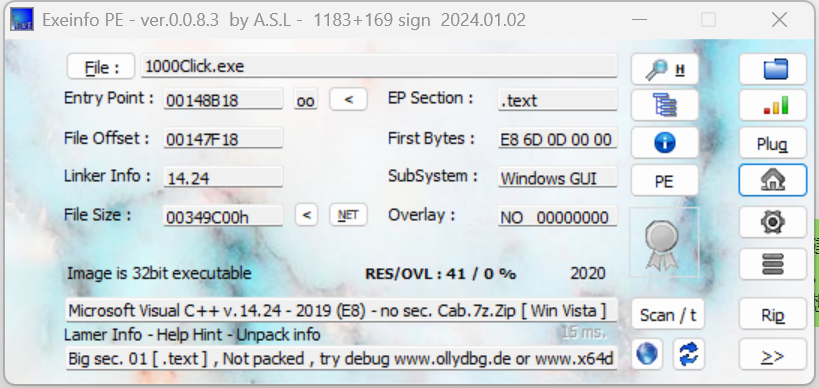 Exeinfo PE - ver.0.0.8.3 by A.S.L - 1183+169 sign 2024.01.02
File : 1000Click.exe H
Entry Point : 00148B18 oo < EP Section : .text
File Offset : 00147F18 First Bytes : E8 6D 0D 00 00 Plug
Linker Info : 14.24 SubSystem : Windows GUI PE
File Size : 00349C00h < NET Overlay : NO 00000000
Image is 32bit executable RES/OVL : 41 / 0 % 2020
Microsoft Visual C++ v.14.24 - 2019 (E8) - no sec. Cab.7z.Zip [ Win Vista ] Scan / t Rip
Lamer Info - Help Hint - Unpack info 15 ms.
Big sec. 01 [ .text ] , Not packed , try debug www.ollydbg.de or www.x64d >>